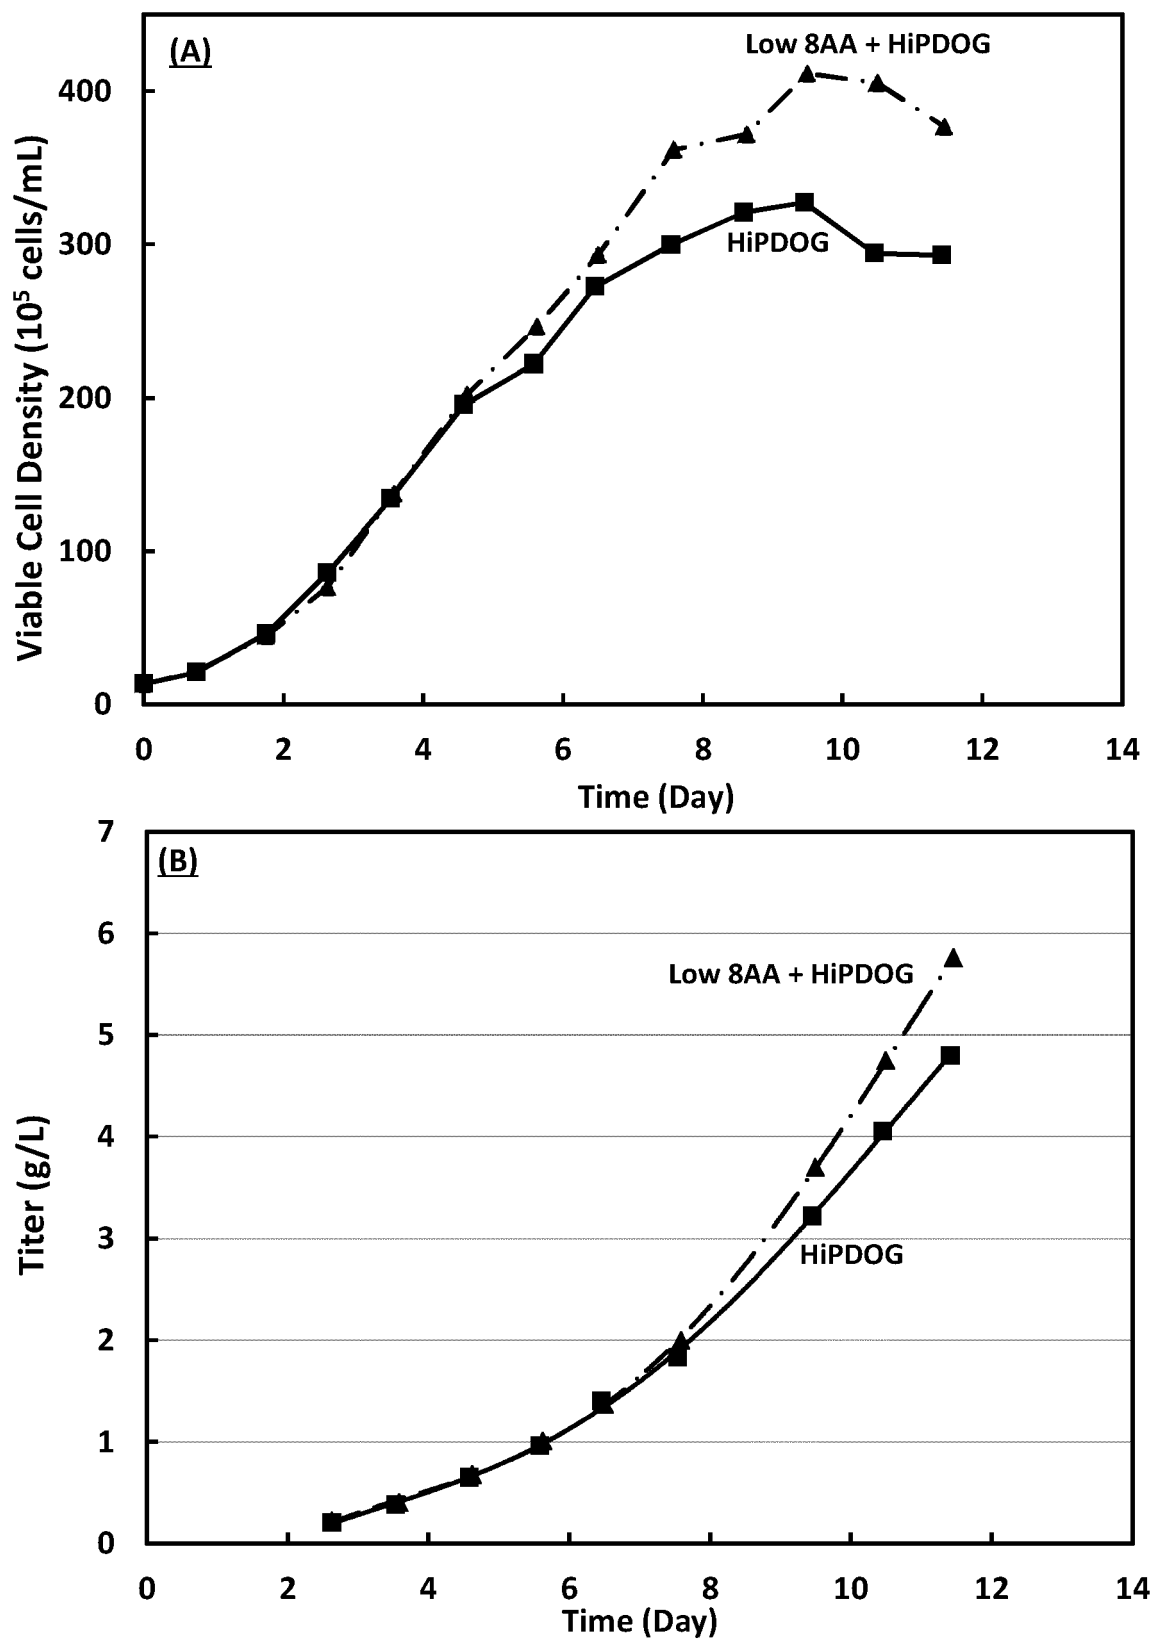 (A)
Low 8AA + HiPDOG
HiPDOG
Viable Cell Density (10⁵ cells/mL)
400
300
200
100
0
0 2 4 6 8 10 12 14
Time (Day)
(B)
Low 8AA + HiPDOG
HiPDOG
Titer (g/L)
7
6
5
4
3
2
1
0
0 2 4 6 8 10 12 14
Time (Day)